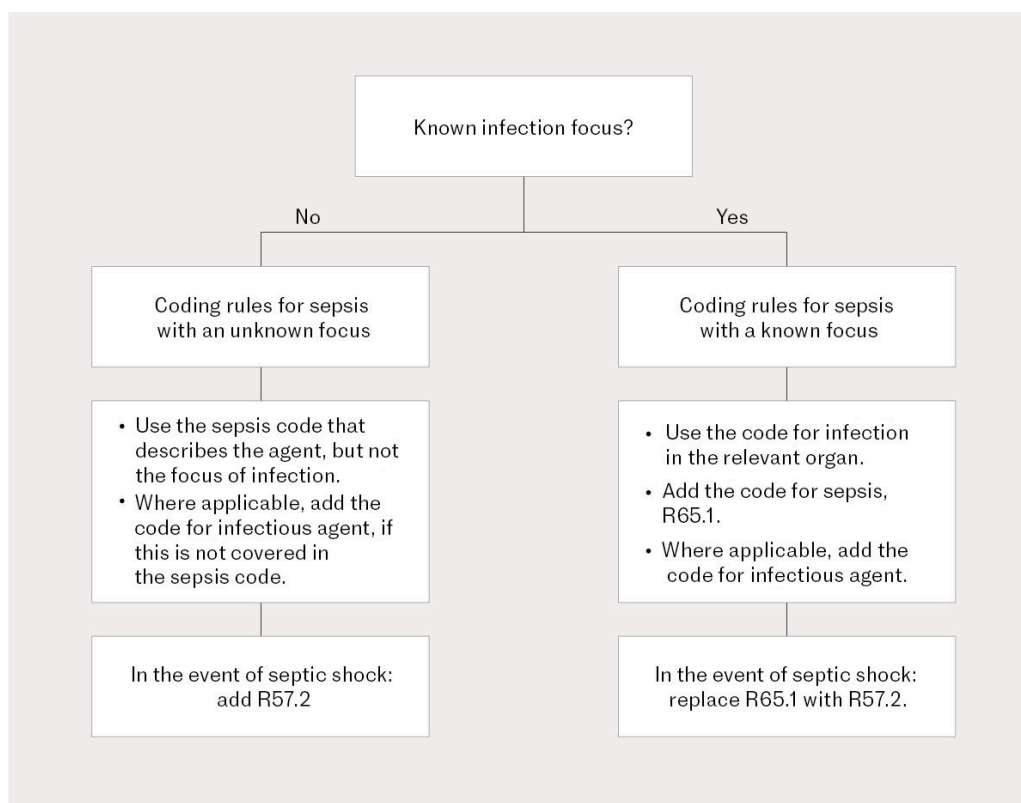 Known infection focus?
No
Yes
Coding rules for sepsis
with an unknown focus
• Use the sepsis code that
describes the agent, but not
the focus of infection.
• Where applicable, add the
code for infectious agent, if
this is not covered in
the sepsis code.
In the event of septic shock:
add R57.2
Coding rules for sepsis
with a known focus
• Use the code for infection
in the relevant organ.
• Add the code for sepsis,
R65.1.
• Where applicable, add the
code for infectious agent.
In the event of septic shock:
replace R65.1 with R57.2.